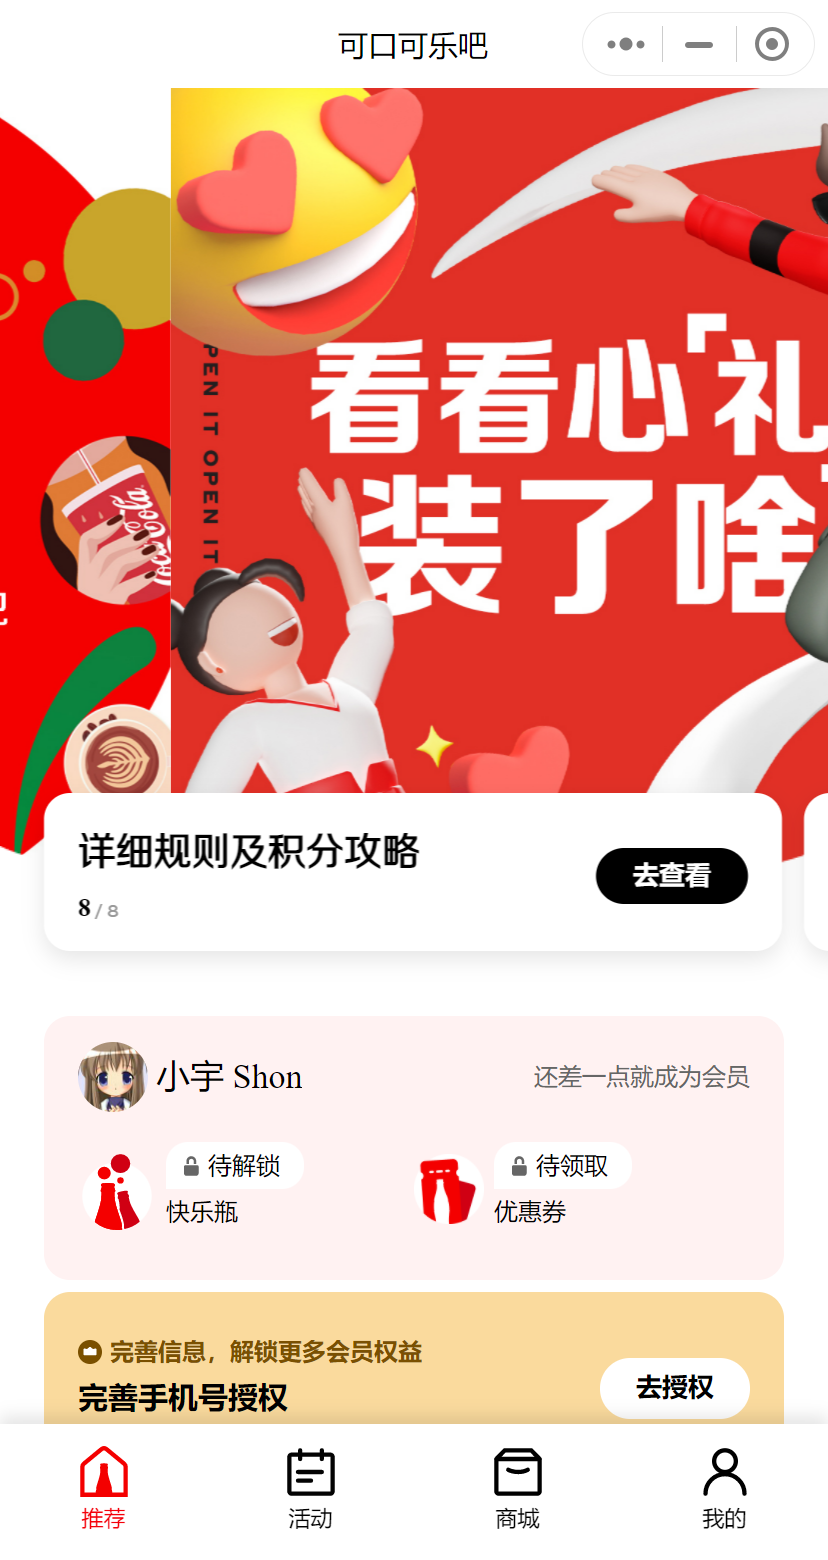 可口可乐吧
PEN IT OPEN IT
Coca-Cola
看看心「礼
装了啥
详细规则及积分攻略
去查看
8 / 8
小宇 Shon
还差一点就成为会员
待解锁
快乐瓶
待领取
优惠券
完善信息，解锁更多会员权益
完善手机号授权
去授权
推荐
活动
商城
我的